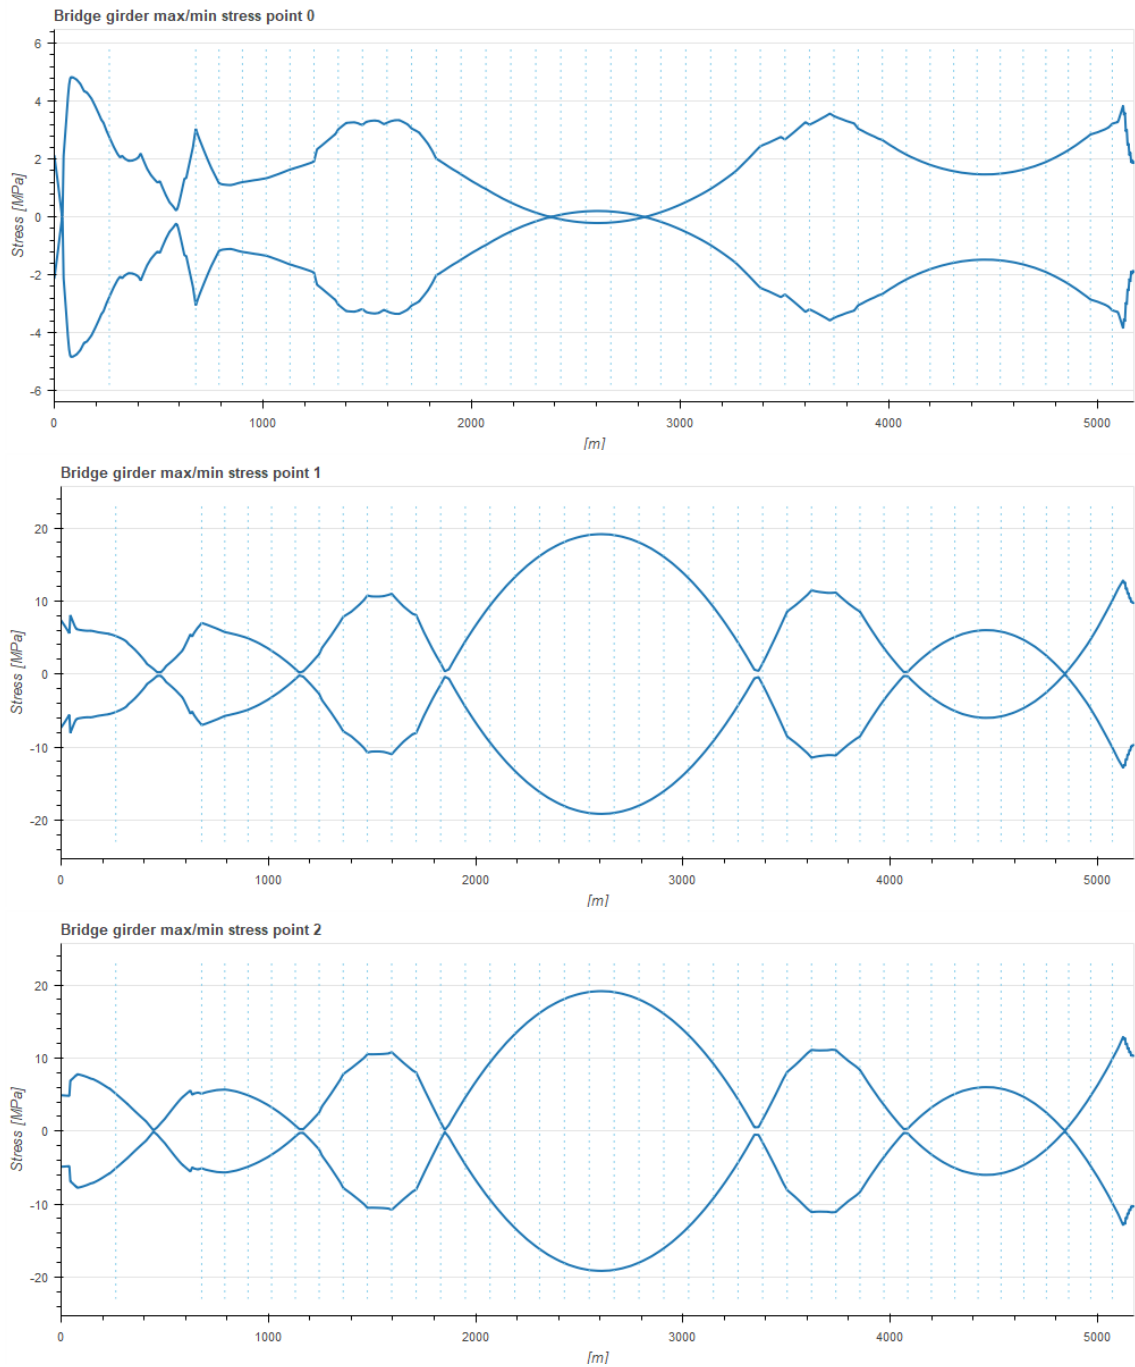 Bridge girder max/min stress point 0
6
4
2
0
-2
-4
-6
Stress [MPa]
0 1000 2000 3000 4000 5000
[m]
Bridge girder max/min stress point 1
20
10
0
-10
-20
Stress [MPa]
0 1000 2000 3000 4000 5000
[m]
Bridge girder max/min stress point 2
20
10
0
-10
-20
Stress [MPa]
0 1000 2000 3000 4000 5000
[m]